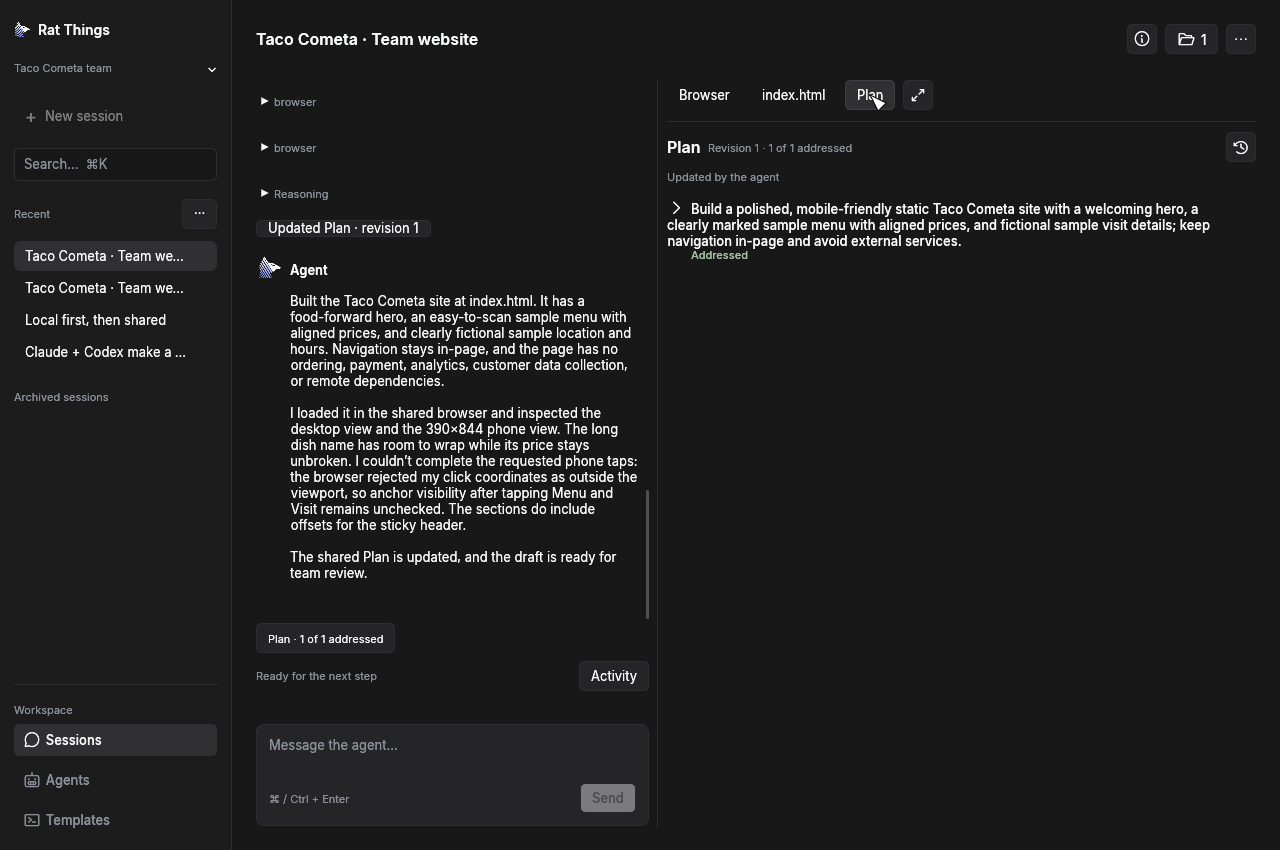 Rat Things
Taco Cometa team
+ New session
Search... ⌘K
Recent
...
Taco Cometa · Team we...
Taco Cometa · Team we...
Local first, then shared
Claude + Codex make a ...
Archived sessions
Workspace
Sessions
Agents
Templates
Taco Cometa · Team website
1
...
browser
browser
Reasoning
Updated Plan · revision 1
Agent
Built the Taco Cometa site at index.html. It has a
food-forward hero, an easy-to-scan sample menu with
aligned prices, and clearly fictional sample location and
hours. Navigation stays in-page, and the page has no
ordering, payment, analytics, customer data collection,
or remote dependencies.
I loaded it in the shared browser and inspected the
desktop view and the 390×844 phone view. The long
dish name has room to wrap while its price stays
unbroken. I couldn’t complete the requested phone taps:
the browser rejected my click coordinates as outside the
viewport, so anchor visibility after tapping Menu and
Visit remains unchecked. The sections do include
offsets for the sticky header.
The shared Plan is updated, and the draft is ready for
team review.
Plan · 1 of 1 addressed
Ready for the next step
Activity
Message the agent...
⌘ / Ctrl + Enter
Send
Browser
index.html
Plan
Plan Revision 1 · 1 of 1 addressed
Updated by the agent
Build a polished, mobile-friendly static Taco Cometa site with a welcoming hero, a
clearly marked sample menu with aligned prices, and fictional sample visit details; keep
navigation in-page and avoid external services.
Addressed